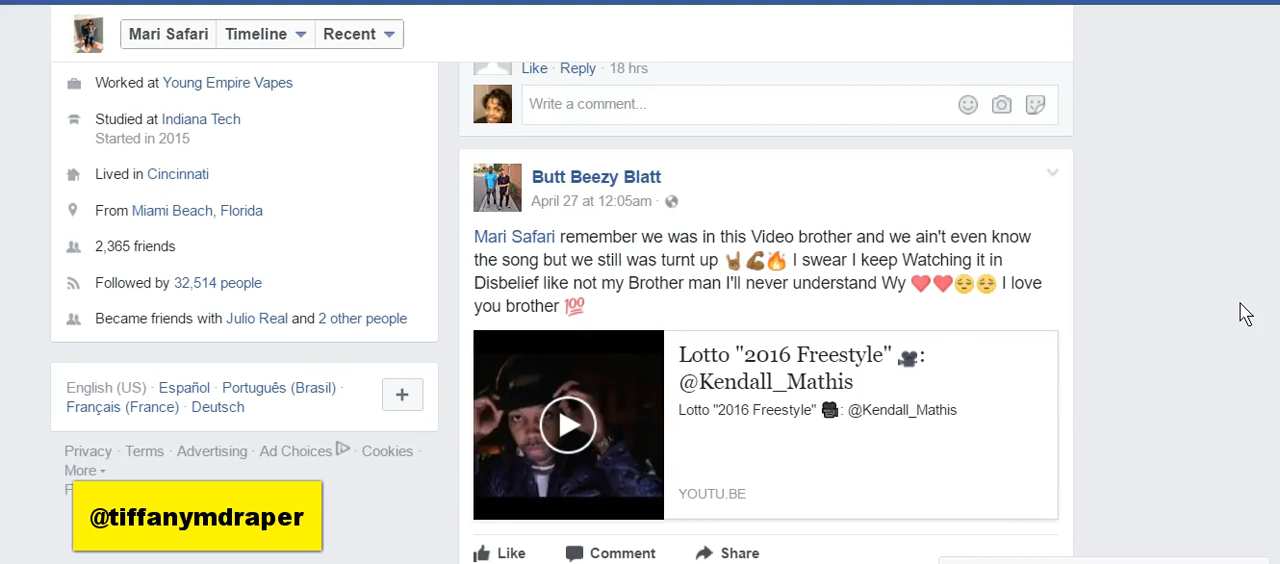 Mari Safari Timeline Recent
Worked at Young Empire Vapes
Studied at Indiana Tech
Started in 2015
Lived in Cincinnati
From Miami Beach, Florida
2,365 friends
Followed by 32,514 people
Became friends with Julio Real and 2 other people
English (US) · Español · Português (Brasil) ·
Français (France) · Deutsch
Privacy · Terms · Advertising · Ad Choices · Cookies ·
More
@tiffanymdraper
Like · Reply · 18 hrs
Write a comment...
Butt Beezy Blatt
April 27 at 12:05am ·
Mari Safari remember we was in this Video brother and we ain't even know
the song but we still was turnt up 🤘🏾💪🏾🔥 I swear I keep Watching it in
Disbelief like not my Brother man I'll never understand Wy ❤️❤️😔😔 I love
you brother 💯
Lotto "2016 Freestyle" 🎥:
@Kendall_Mathis
Lotto "2016 Freestyle" 🎥: @Kendall_Mathis
YOUTU.BE
Like Comment Share